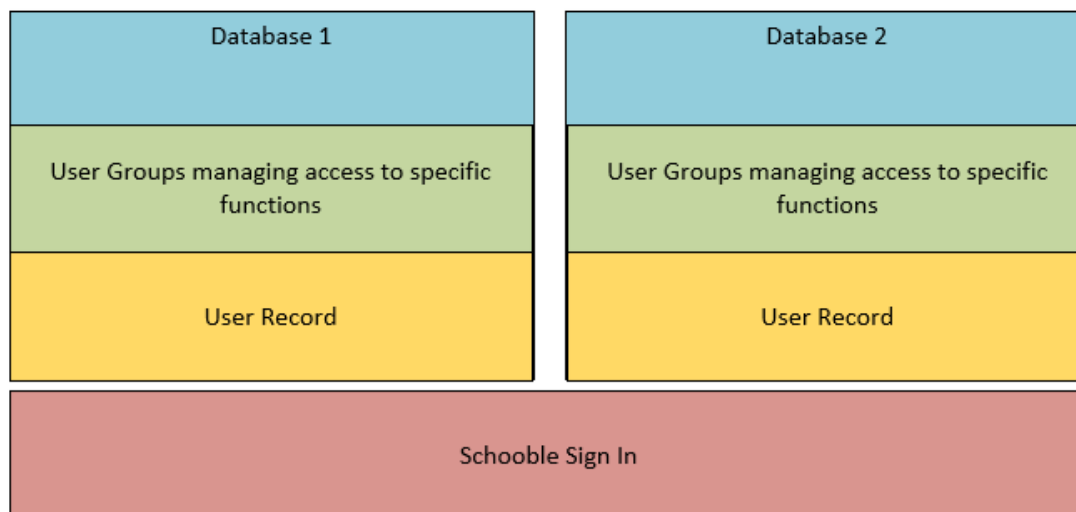 Database 1
User Groups managing access to specific
functions
User Record
Database 2
User Groups managing access to specific
functions
User Record
Schooble Sign In